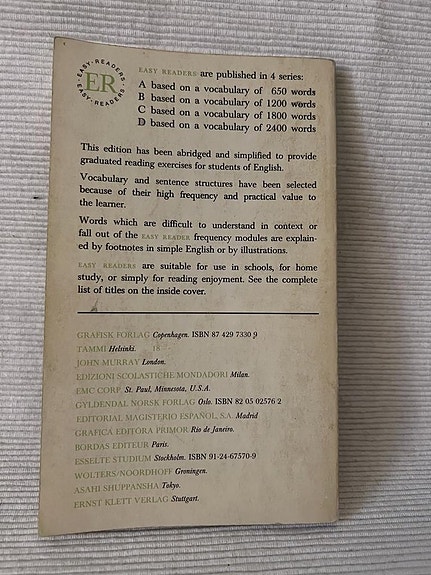 ·EASY·READERS·
ER
·EASY·READERS·
EASY READERS are published in 4 series:
A based on a vocabulary of 650 words
B based on a vocabulary of 1200 words
C based on a vocabulary of 1800 words
D based on a vocabulary of 2400 words
This edition has been abridged and simplified to provide
graduated reading exercises for students of English.
Vocabulary and sentence structures have been selected
because of their high frequency and practical value to
the learner.
Words which are difficult to understand in context or
fall out of the EASY READER frequency modules are explain-
ed by footnotes in simple English or by illustrations.
EASY READERS are suitable for use in schools, for home
study, or simply for reading enjoyment. See the complete
list of titles on the inside cover.
GRAFISK FORLAG Copenhagen. ISBN 87 429 7330 9
TAMMI Helsinki. 18
JOHN MURRAY London.
EDIZIONI SCOLASTICHE MONDADORI Milan.
EMC CORP. St. Paul, Minnesota, U.S.A.
GYLDENDAL NORSK FORLAG Oslo. ISBN 82 05 02576 2
EDITORIAL MAGISTERIO ESPAÑOL, S.A. Madrid
GRAFICA EDITORA PRIMOR Rio de Janeiro.
BORDAS EDITEUR Paris.
ESSELTE STUDIUM Stockholm. ISBN 91-24-67570-9
WOLTERS/NOORDHOFF Groningen.
ASAHI SHUPPANSHA Tokyo.
ERNST KLETT VERLAG Stuttgart.